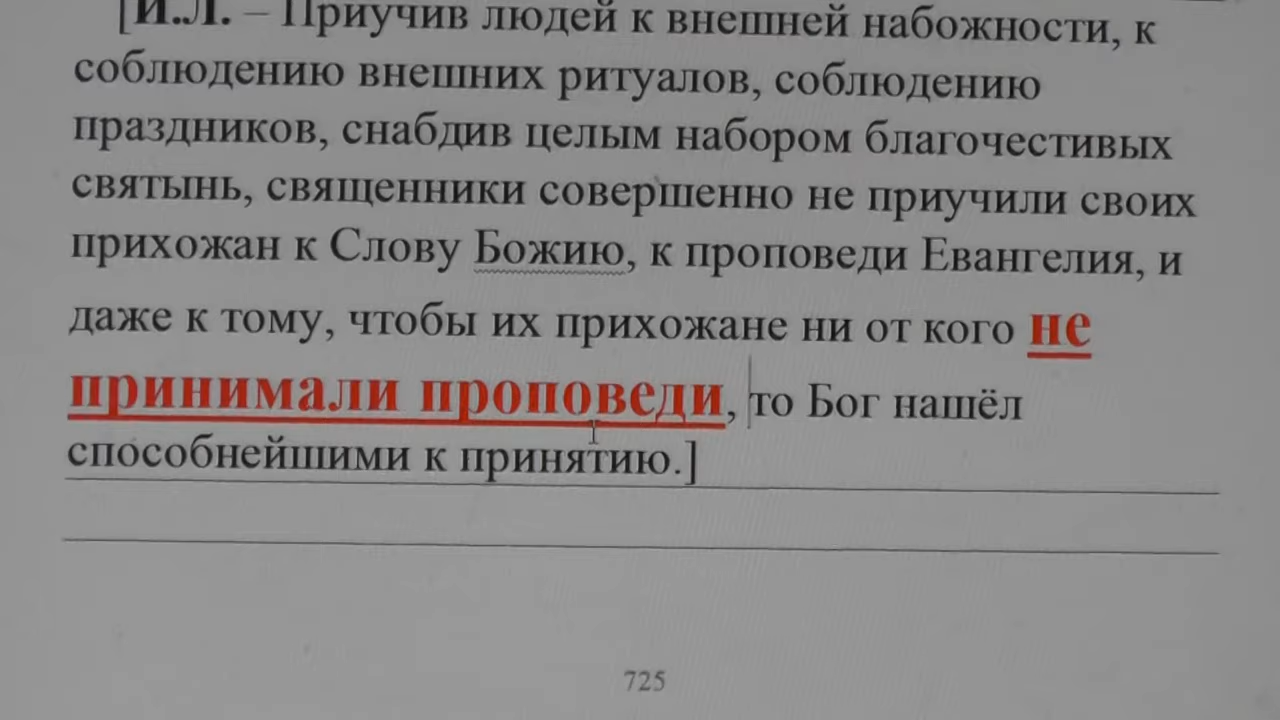 [И.Л. – Приучив людей к внешней набожности, к
соблюдению внешних ритуалов, соблюдению
праздников, снабдив целым набором благочестивых
святынь, священники совершенно не приучили своих
прихожан к Слову Божию, к проповеди Евангелия, и
даже к тому, чтобы их прихожане ни от кого не
принимали проповеди, то Бог нашёл
способнейшими к принятию.]
725